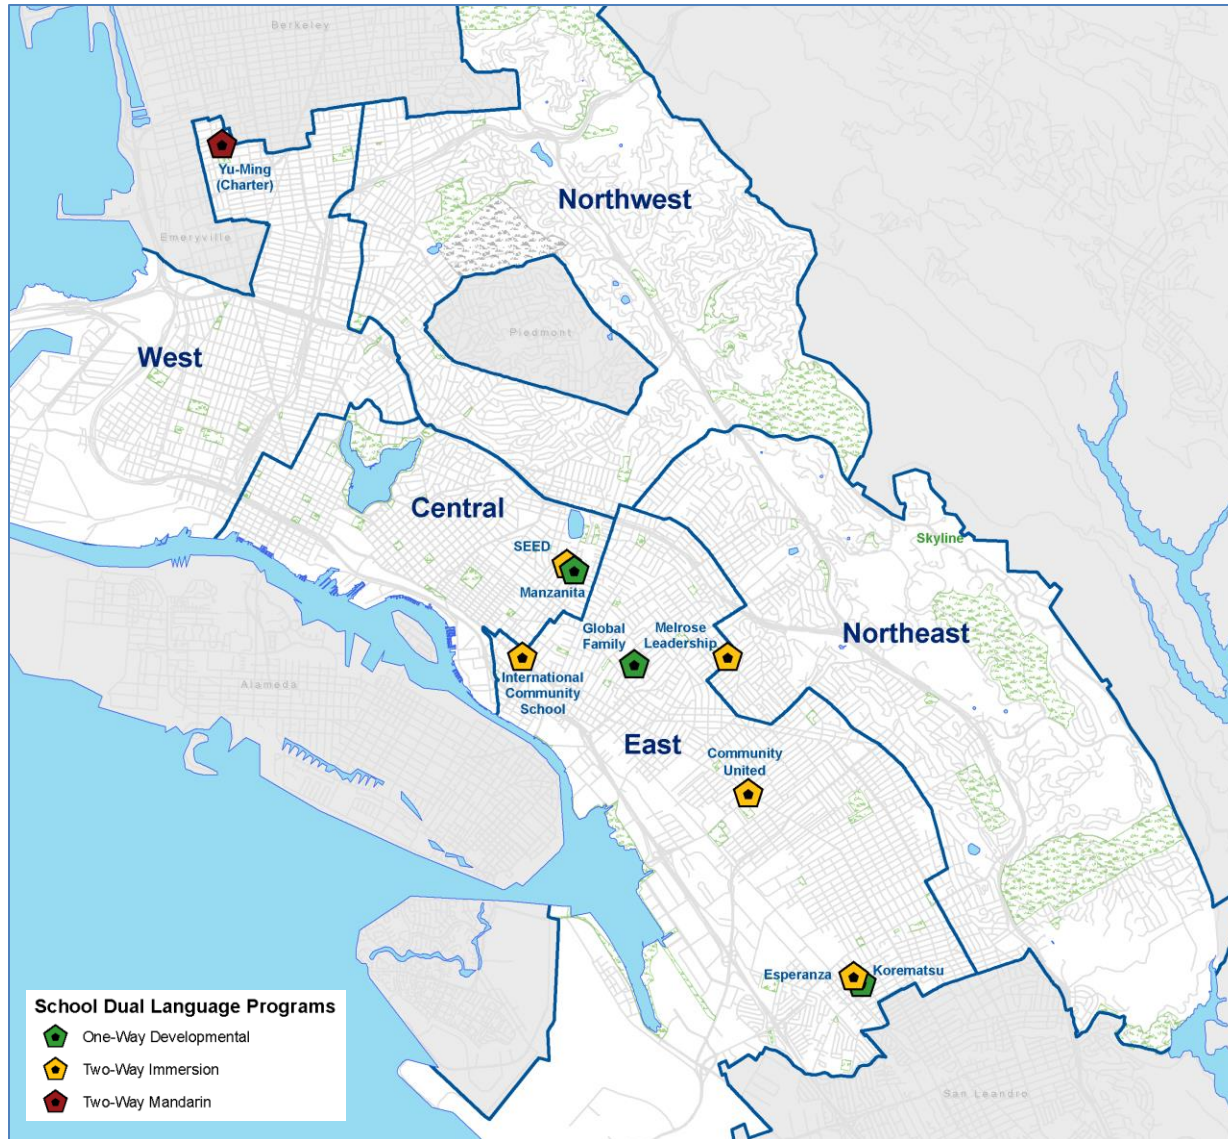 Berkeley
Yu-Ming
(Charter)
Northwest
Emeryville
Piedmont
West
Central
SEED
Manzanita
Skyline
Global
Family
Melrose
Leadership
Northeast
International
Community
School
Alameda
East
Community
United
Esperanza
Korematsu
School Dual Language Programs
One-Way Developmental
Two-Way Immersion
Two-Way Mandarin
San Leandro